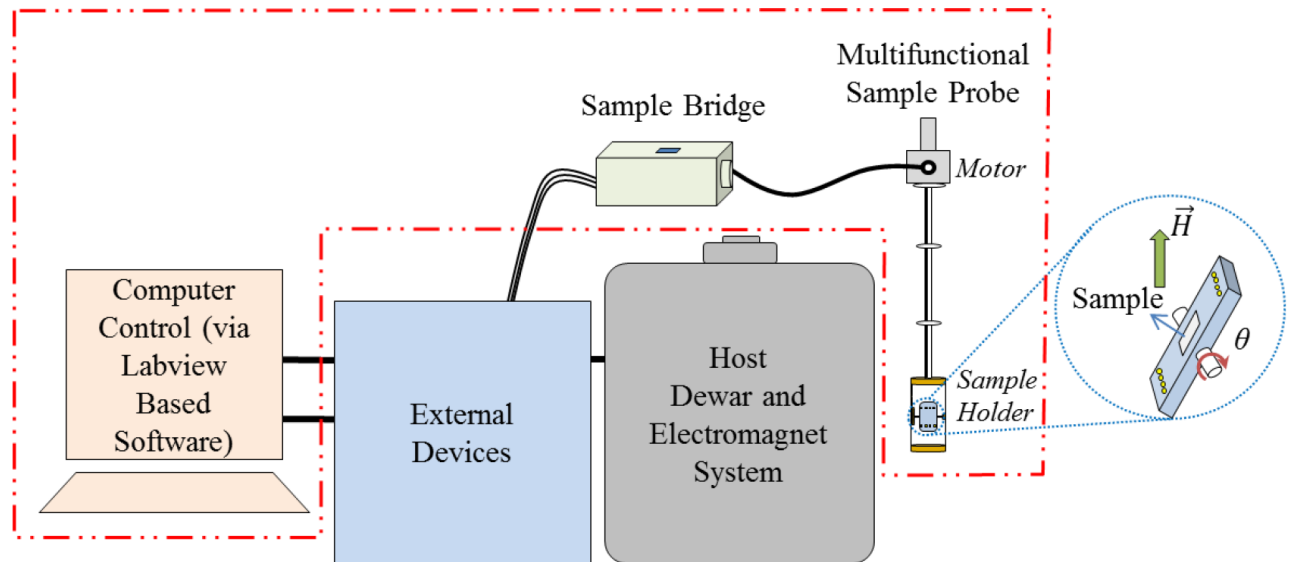 Multifunctional
Sample Probe
Sample Bridge
Motor
H⃗
Sample
θ
Computer
Control (via
Labview
Based
Software)
External
Devices
Host
Dewar and
Electromagnet
System
Sample
Holder